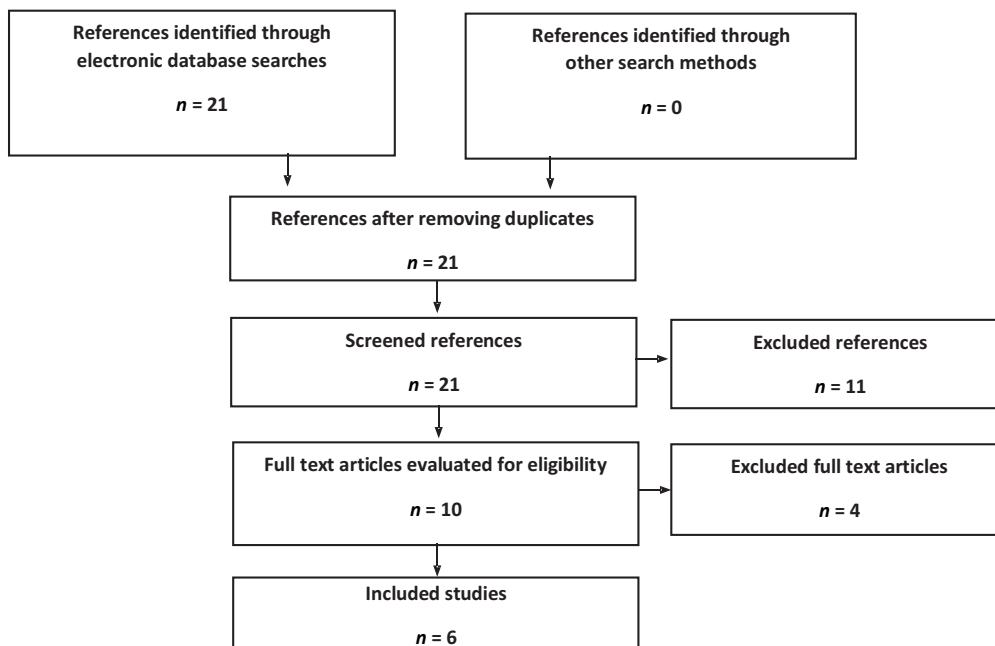 References identified through
electronic database searches
n = 21
References identified through
other search methods
n = 0
References after removing duplicates
n = 21
Screened references
n = 21
Excluded references
n = 11
Full text articles evaluated for eligibility
n = 10
Excluded full text articles
n = 4
Included studies
n = 6